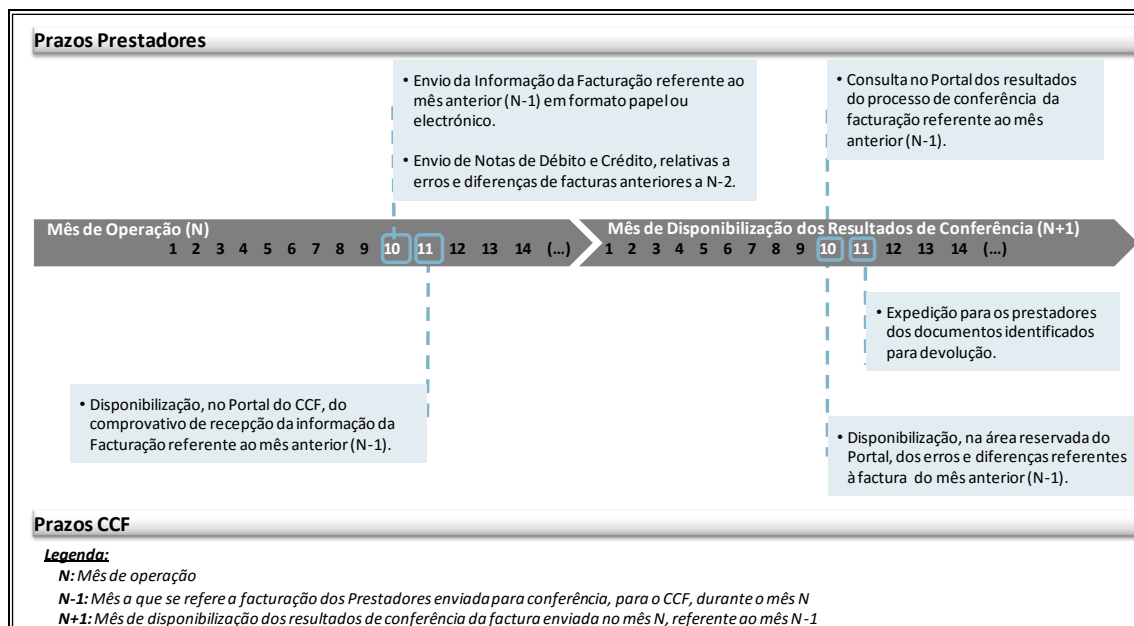 Prazos Prestadores
• Envio da Informação da Facturação referente ao
mês anterior (N-1) em formato papel ou
electrónico.
• Envio de Notas de Débito e Crédito, relativas a
erros e diferenças de facturas anteriores a N-2.
• Consulta no Portal dos resultados
do processo de conferência da
facturação referente ao mês
anterior (N-1).
Mês de Operação (N)
1 2 3 4 5 6 7 8 9 10 11 12 13 14 (...)
Mês de Disponibilização dos Resultados de Conferência (N+1)
1 2 3 4 5 6 7 8 9 10 11 12 13 14 (...)
• Expedição para os prestadores
dos documentos identificados
para devolução.
• Disponibilização, no Portal do CCF, do
comprovativo de recepção da informação da
Facturação referente ao mês anterior (N-1).
• Disponibilização, na área reservada do
Portal, dos erros e diferenças referentes
à factura do mês anterior (N-1).
Prazos CCF
Legenda:
N: Mês de operação
N-1: Mês a que se refere a facturação dos Prestadores enviada para conferência, para o CCF, durante o mês N
N+1: Mês de disponibilização dos resultados de conferência da factura enviada no mês N, referente ao mês N-1